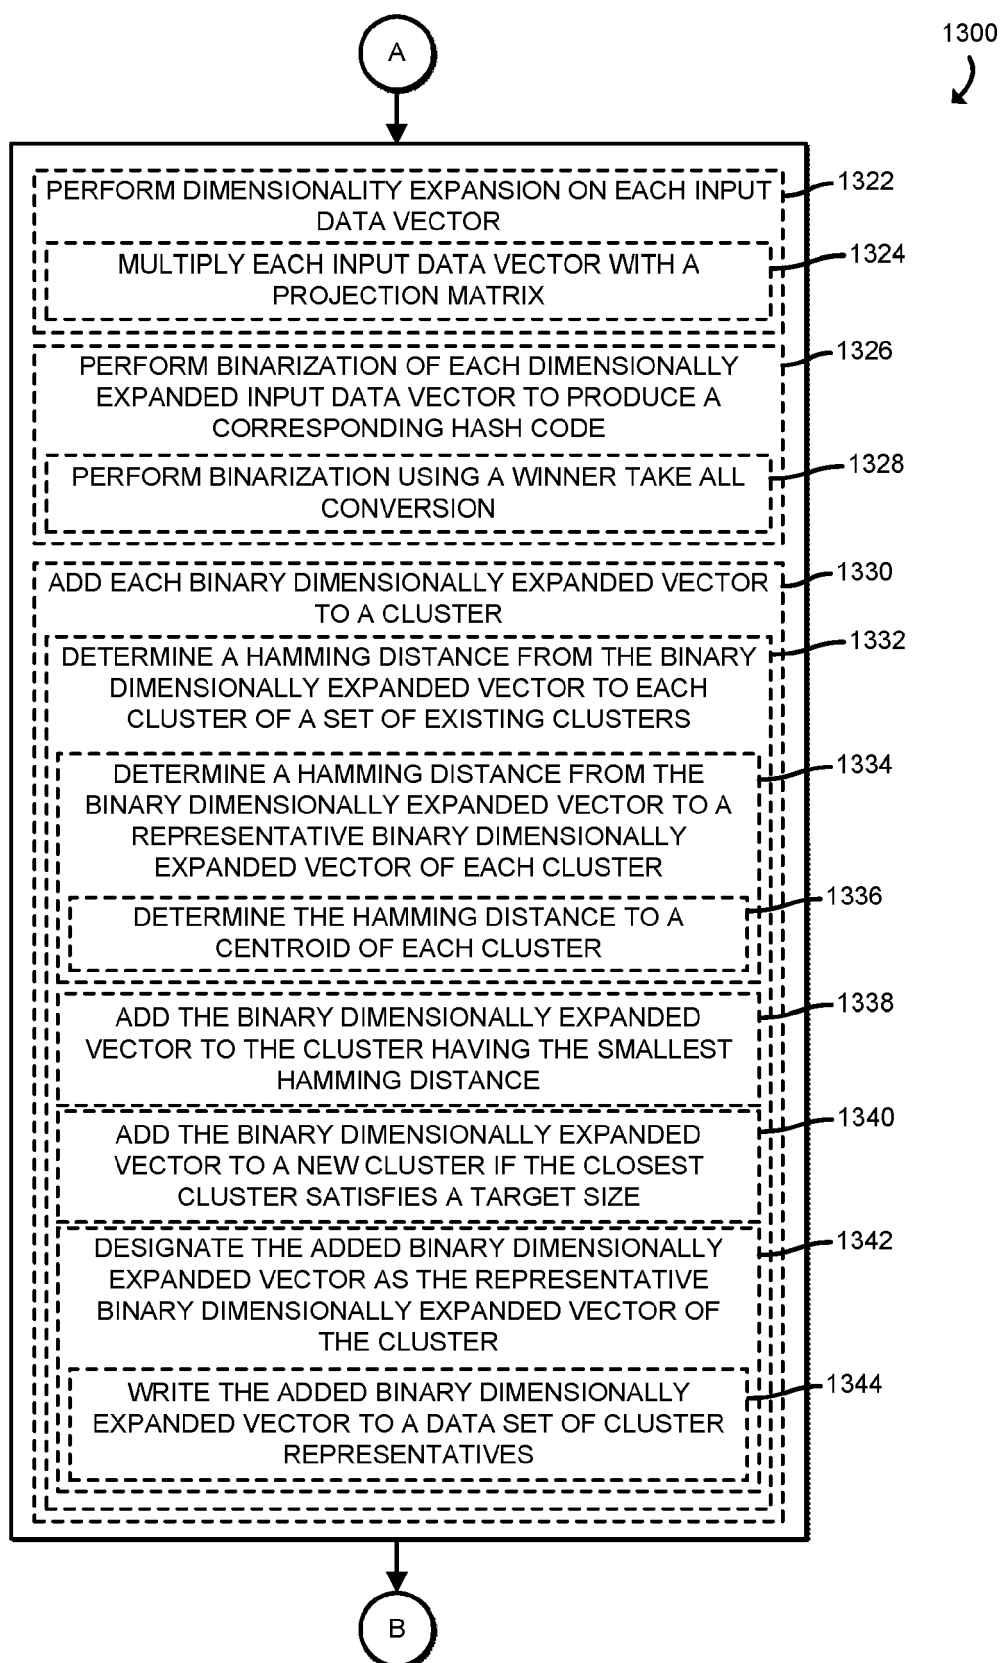 A
1300
PERFORM DIMENSIONALITY EXPANSION ON EACH INPUT
DATA VECTOR
1322
MULTIPLY EACH INPUT DATA VECTOR WITH A
PROJECTION MATRIX
1324
PERFORM BINARIZATION OF EACH DIMENSIONALLY
EXPANDED INPUT DATA VECTOR TO PRODUCE A
CORRESPONDING HASH CODE
1326
PERFORM BINARIZATION USING A WINNER TAKE ALL
CONVERSION
1328
ADD EACH BINARY DIMENSIONALLY EXPANDED VECTOR
TO A CLUSTER
1330
DETERMINE A HAMMING DISTANCE FROM THE BINARY
DIMENSIONALLY EXPANDED VECTOR TO EACH
CLUSTER OF A SET OF EXISTING CLUSTERS
1332
DETERMINE A HAMMING DISTANCE FROM THE
BINARY DIMENSIONALLY EXPANDED VECTOR TO A
REPRESENTATIVE BINARY DIMENSIONALLY
EXPANDED VECTOR OF EACH CLUSTER
1334
DETERMINE THE HAMMING DISTANCE TO A
CENTROID OF EACH CLUSTER
1336
ADD THE BINARY DIMENSIONALLY EXPANDED
VECTOR TO THE CLUSTER HAVING THE SMALLEST
HAMMING DISTANCE
1338
ADD THE BINARY DIMENSIONALLY EXPANDED
VECTOR TO A NEW CLUSTER IF THE CLOSEST
CLUSTER SATISFIES A TARGET SIZE
1340
DESIGNATE THE ADDED BINARY DIMENSIONALLY
EXPANDED VECTOR AS THE REPRESENTATIVE
BINARY DIMENSIONALLY EXPANDED VECTOR OF
THE CLUSTER
1342
WRITE THE ADDED BINARY DIMENSIONALLY
EXPANDED VECTOR TO A DATA SET OF CLUSTER
REPRESENTATIVES
1344
B